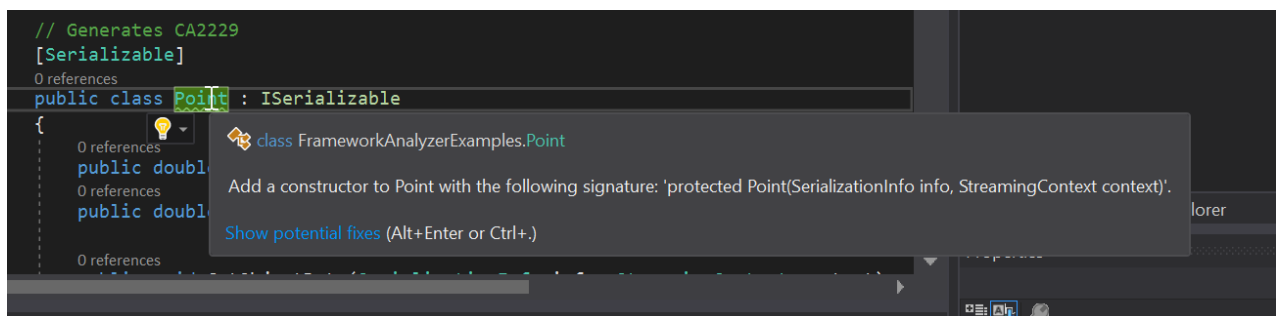 // Generates CA2229
[Serializable]
0 references
public class Point : ISerializable
{
0 references
public doubl
0 references
public doubl
0 references
class FrameworkAnalyzerExamples.Point
Add a constructor to Point with the following signature: 'protected Point(SerializationInfo info, StreamingContext context)'.
Show potential fixes (Alt+Enter or Ctrl+.)
lorer